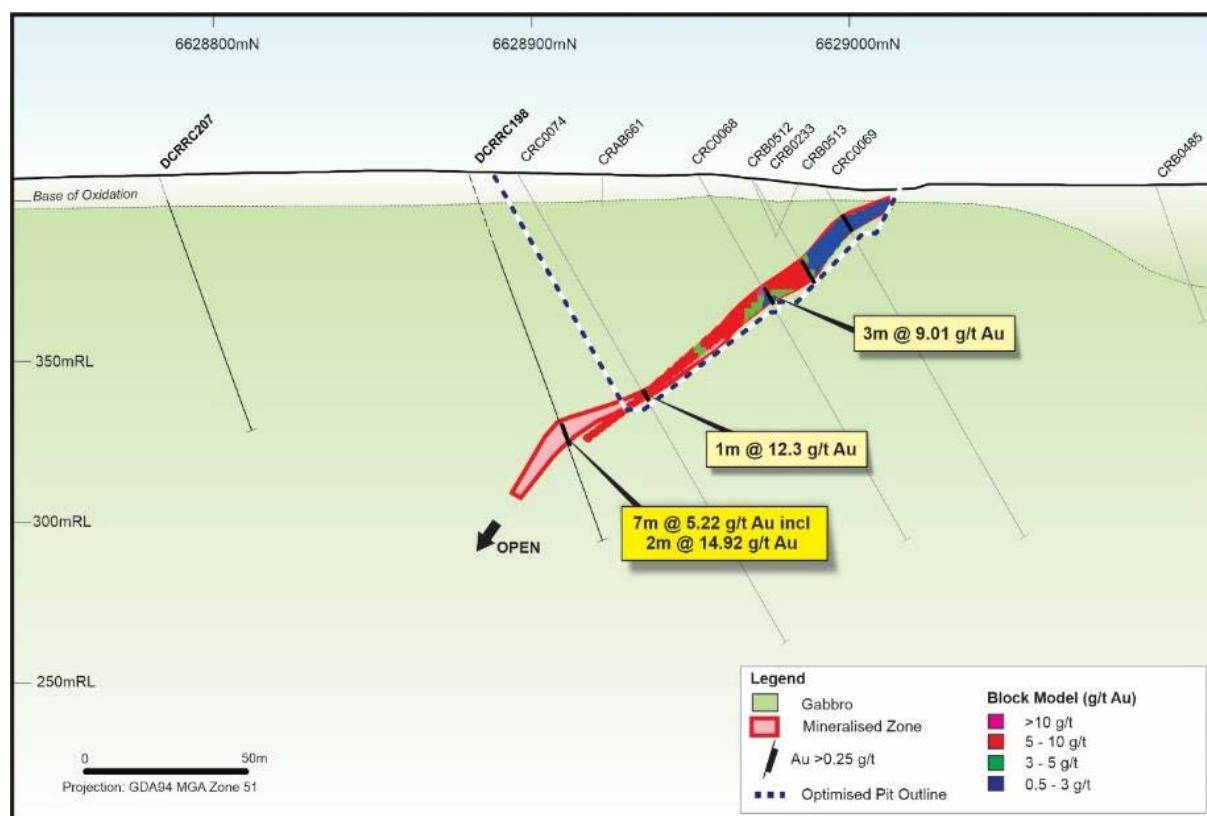 6628800mN
6628900mN
6629000mN
DCRRC207
DCRRC198
CRC0074
CRAB661
CRC0068
CRB0512
CRB0233
CRB0513
CRC0069
CRB0485
Base of Oxidation
3m @ 9.01 g/t Au
350mRL
1m @ 12.3 g/t Au
300mRL
7m @ 5.22 g/t Au incl
2m @ 14.92 g/t Au
OPEN
250mRL
0 50m
Projection: GDA94 MGA Zone 51
Legend
Gabbro
Mineralised Zone
Au >0.25 g/t
Optimised Pit Outline
Block Model (g/t Au)
>10 g/t
5 - 10 g/t
3 - 5 g/t
0.5 - 3 g/t